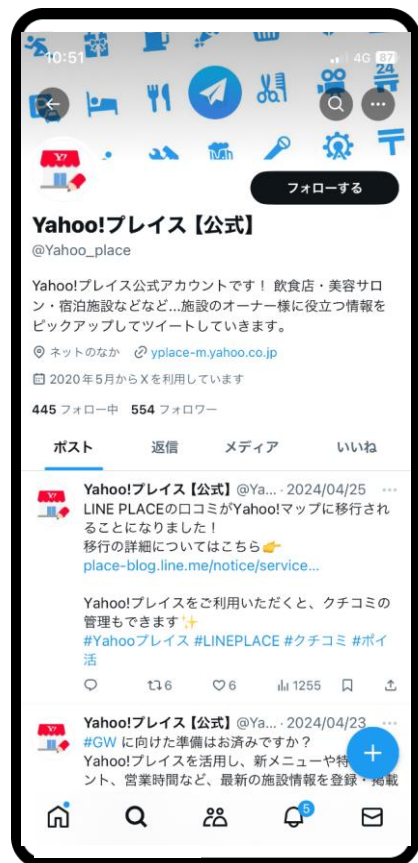 10:51
4G 87
24
Y?
フォローする
Yahoo!プレイス【公式】
@Yahoo_place
Yahoo!プレイス公式アカウントです！ 飲食店・美容サロ
ン・宿泊施設などなど...施設のオーナー様に役立つ情報を
ピックアップしてツイートしていきます。
ネットのなか yplace-m.yahoo.co.jp
2020年5月からXを利用しています
445 フォロー中 554 フォロワー
ポスト 返信 メディア いいね
Yahoo!プレイス【公式】@Ya... · 2024/04/25
LINE PLACEの口コミがYahoo!マップに移行され
ることになりました！
移行の詳細についてはこちら👉
place-blog.line.me/notice/service...
Yahoo!プレイスをご利用いただくと、クチコミの
管理もできます✨
#Yahooプレイス #LINEPLACE #クチコミ #ポイ
活
6 6 1255
Yahoo!プレイス【公式】@Ya... · 2024/04/23
#GW に向けた準備はお済みですか？
Yahoo!プレイスを活用し、新メニューや特
ント、営業時間など、最新の施設情報を登録・掲載
5